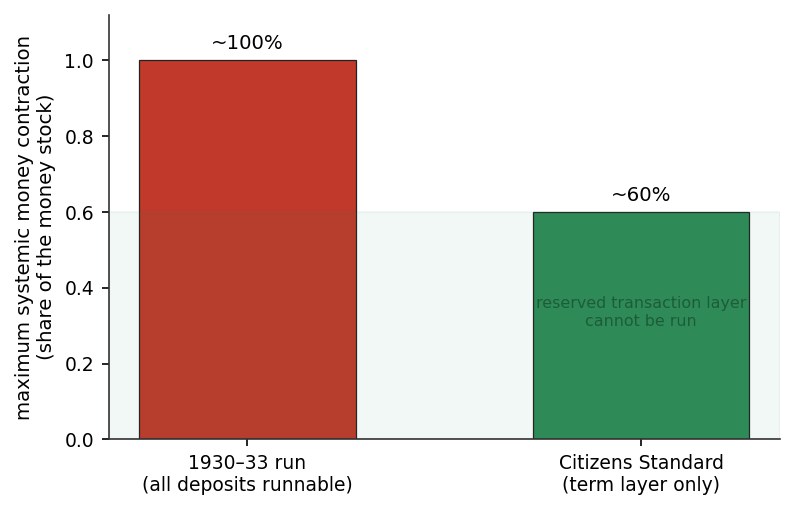 maximum systemic money contraction
(share of the money stock)
1.0
0.8
0.6
0.4
0.2
0.0
~100%
~60%
reserved transaction layer
cannot be run
1930–33 run
(all deposits runnable)
Citizens Standard
(term layer only)